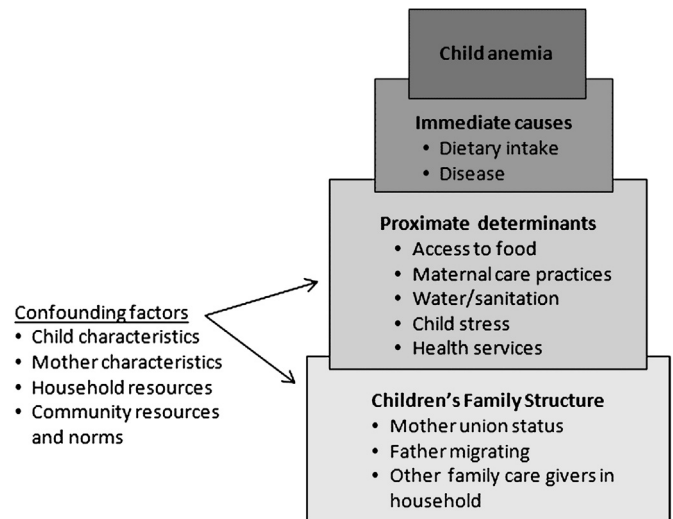 Child anemia
Immediate causes
• Dietary intake
• Disease
Proximate determinants
• Access to food
• Maternal care practices
• Water/sanitation
• Child stress
• Health services
Confounding factors
• Child characteristics
• Mother characteristics
• Household resources
• Community resources
and norms
Children's Family Structure
• Mother union status
• Father migrating
• Other family care givers in
household